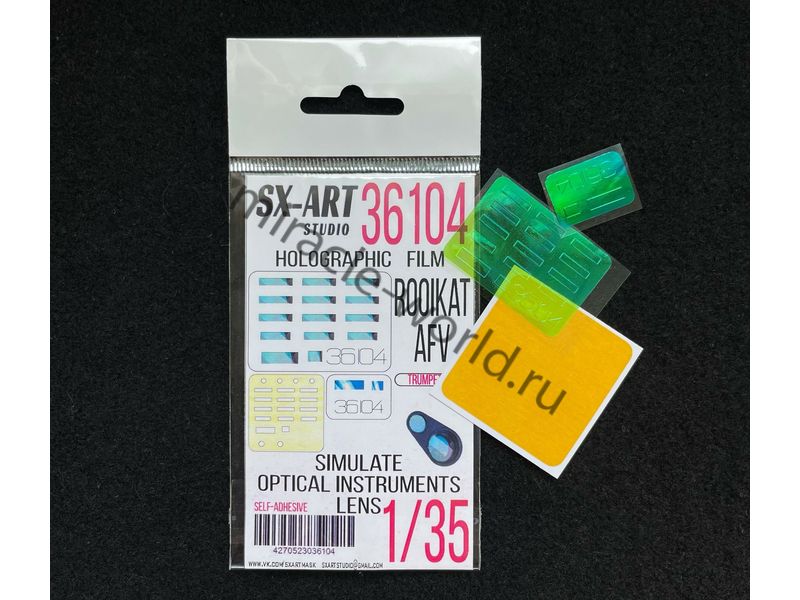 SX-ART
STUDIO
36104
HOLOGRAPHIC FILM
ROOIKAT
AFV
36104
36104
SIMULATE
OPTICAL INSTRUMENTS
LENS
SELF-ADHESIVE
1/35
4270523036104
WWW.VK.COM/SXARTMASK SXARTSTUDIO@GMAIL.COM
miracle-world.ru